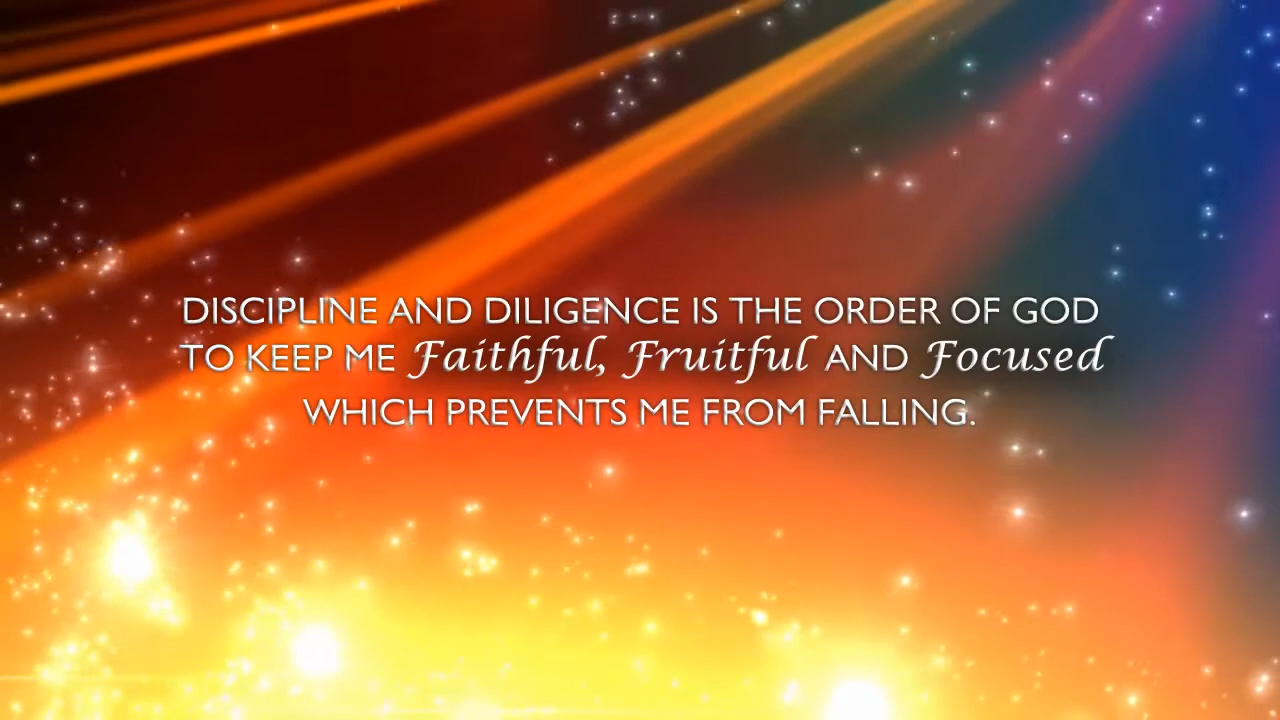 DISCIPLINE AND DILIGENCE IS THE ORDER OF GOD
TO KEEP ME Faithful, Fruitful AND Focused
WHICH PREVENTS ME FROM FALLING.